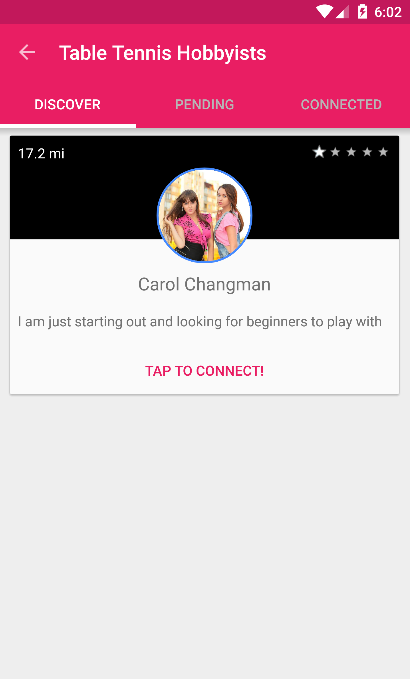 6:02
Table Tennis Hobbyists
DISCOVER PENDING CONNECTED
17.2 mi
Carol Changman
I am just starting out and looking for beginners to play with
TAP TO CONNECT!